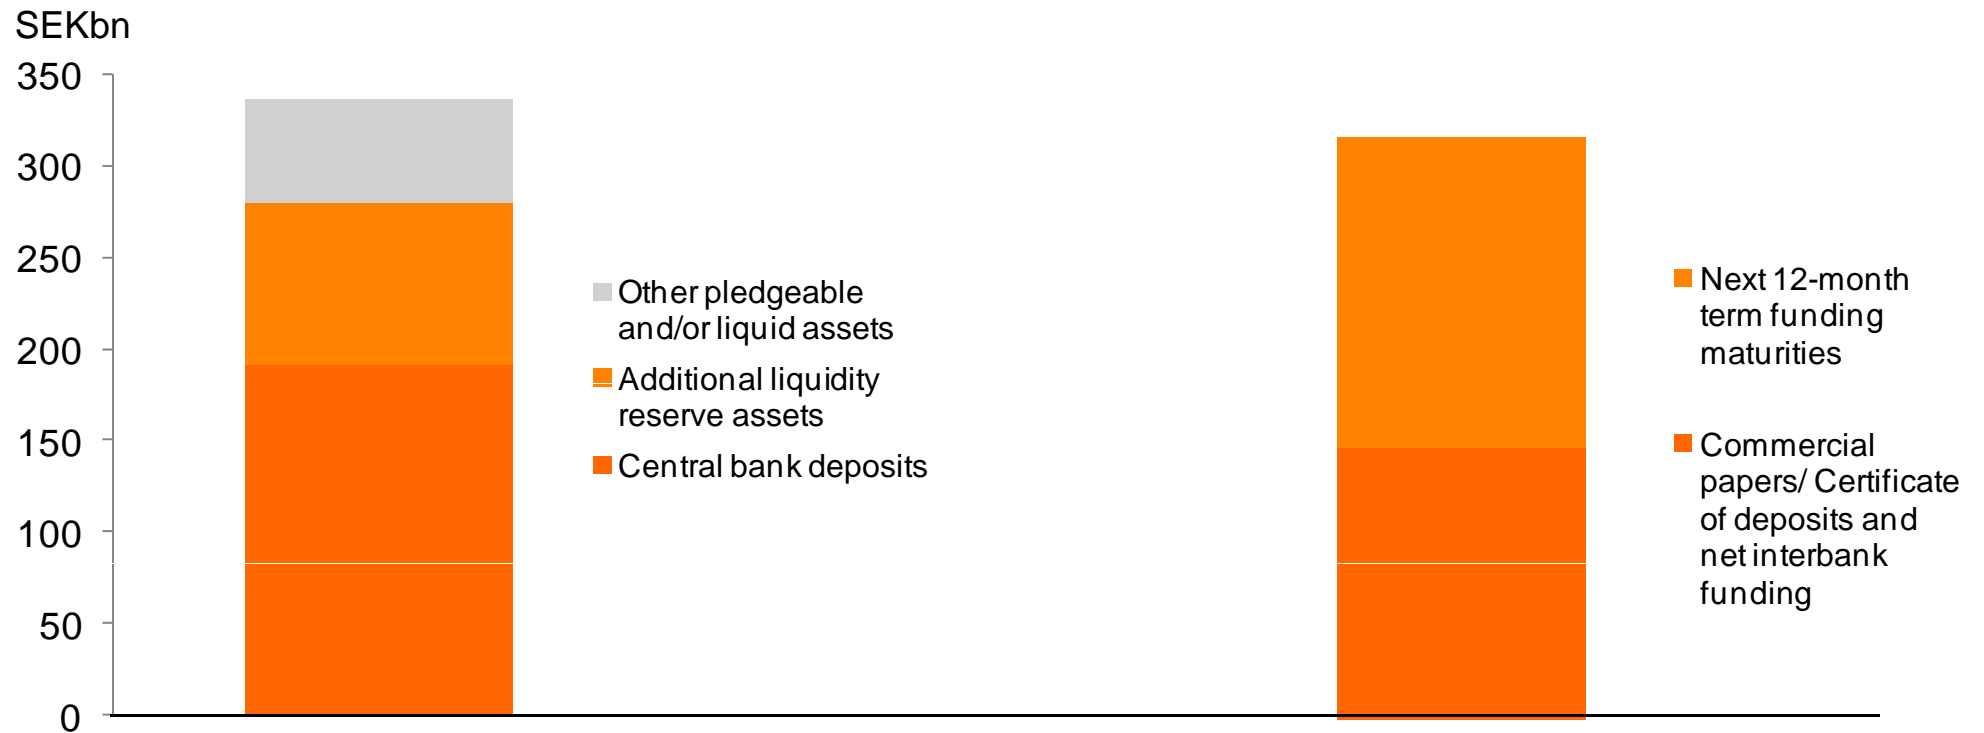 SEKbn
350
300
250
200
150
100
50
0
Other pledgeable
and/or liquid assets
Additional liquidity
reserve assets
Central bank deposits
Next 12-month
term funding
maturities
Commercial
papers/ Certificate
of deposits and
net interbank
funding